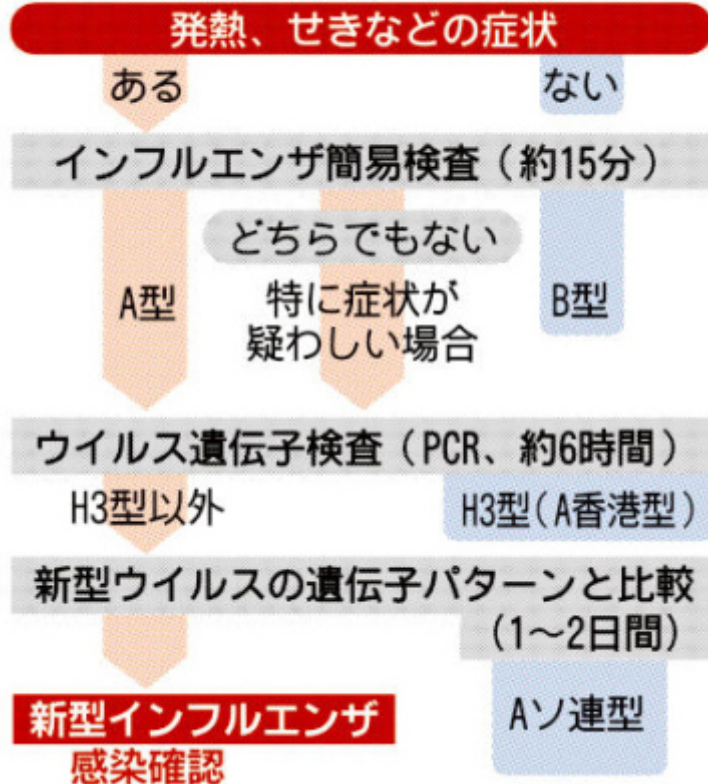 発熱、せきなどの症状
ある
ない
インフルエンザ簡易検査(約15分)
どちらでもない
A型
特に症状が
疑わしい場合
B型
ウイルス遺伝子検査(PCR、約6時間)
H3型以外
H3型(A香港型)
新型ウイルスの遺伝子パターンと比較
(1〜2日間)
新型インフルエンザ
感染確認
Aソ連型